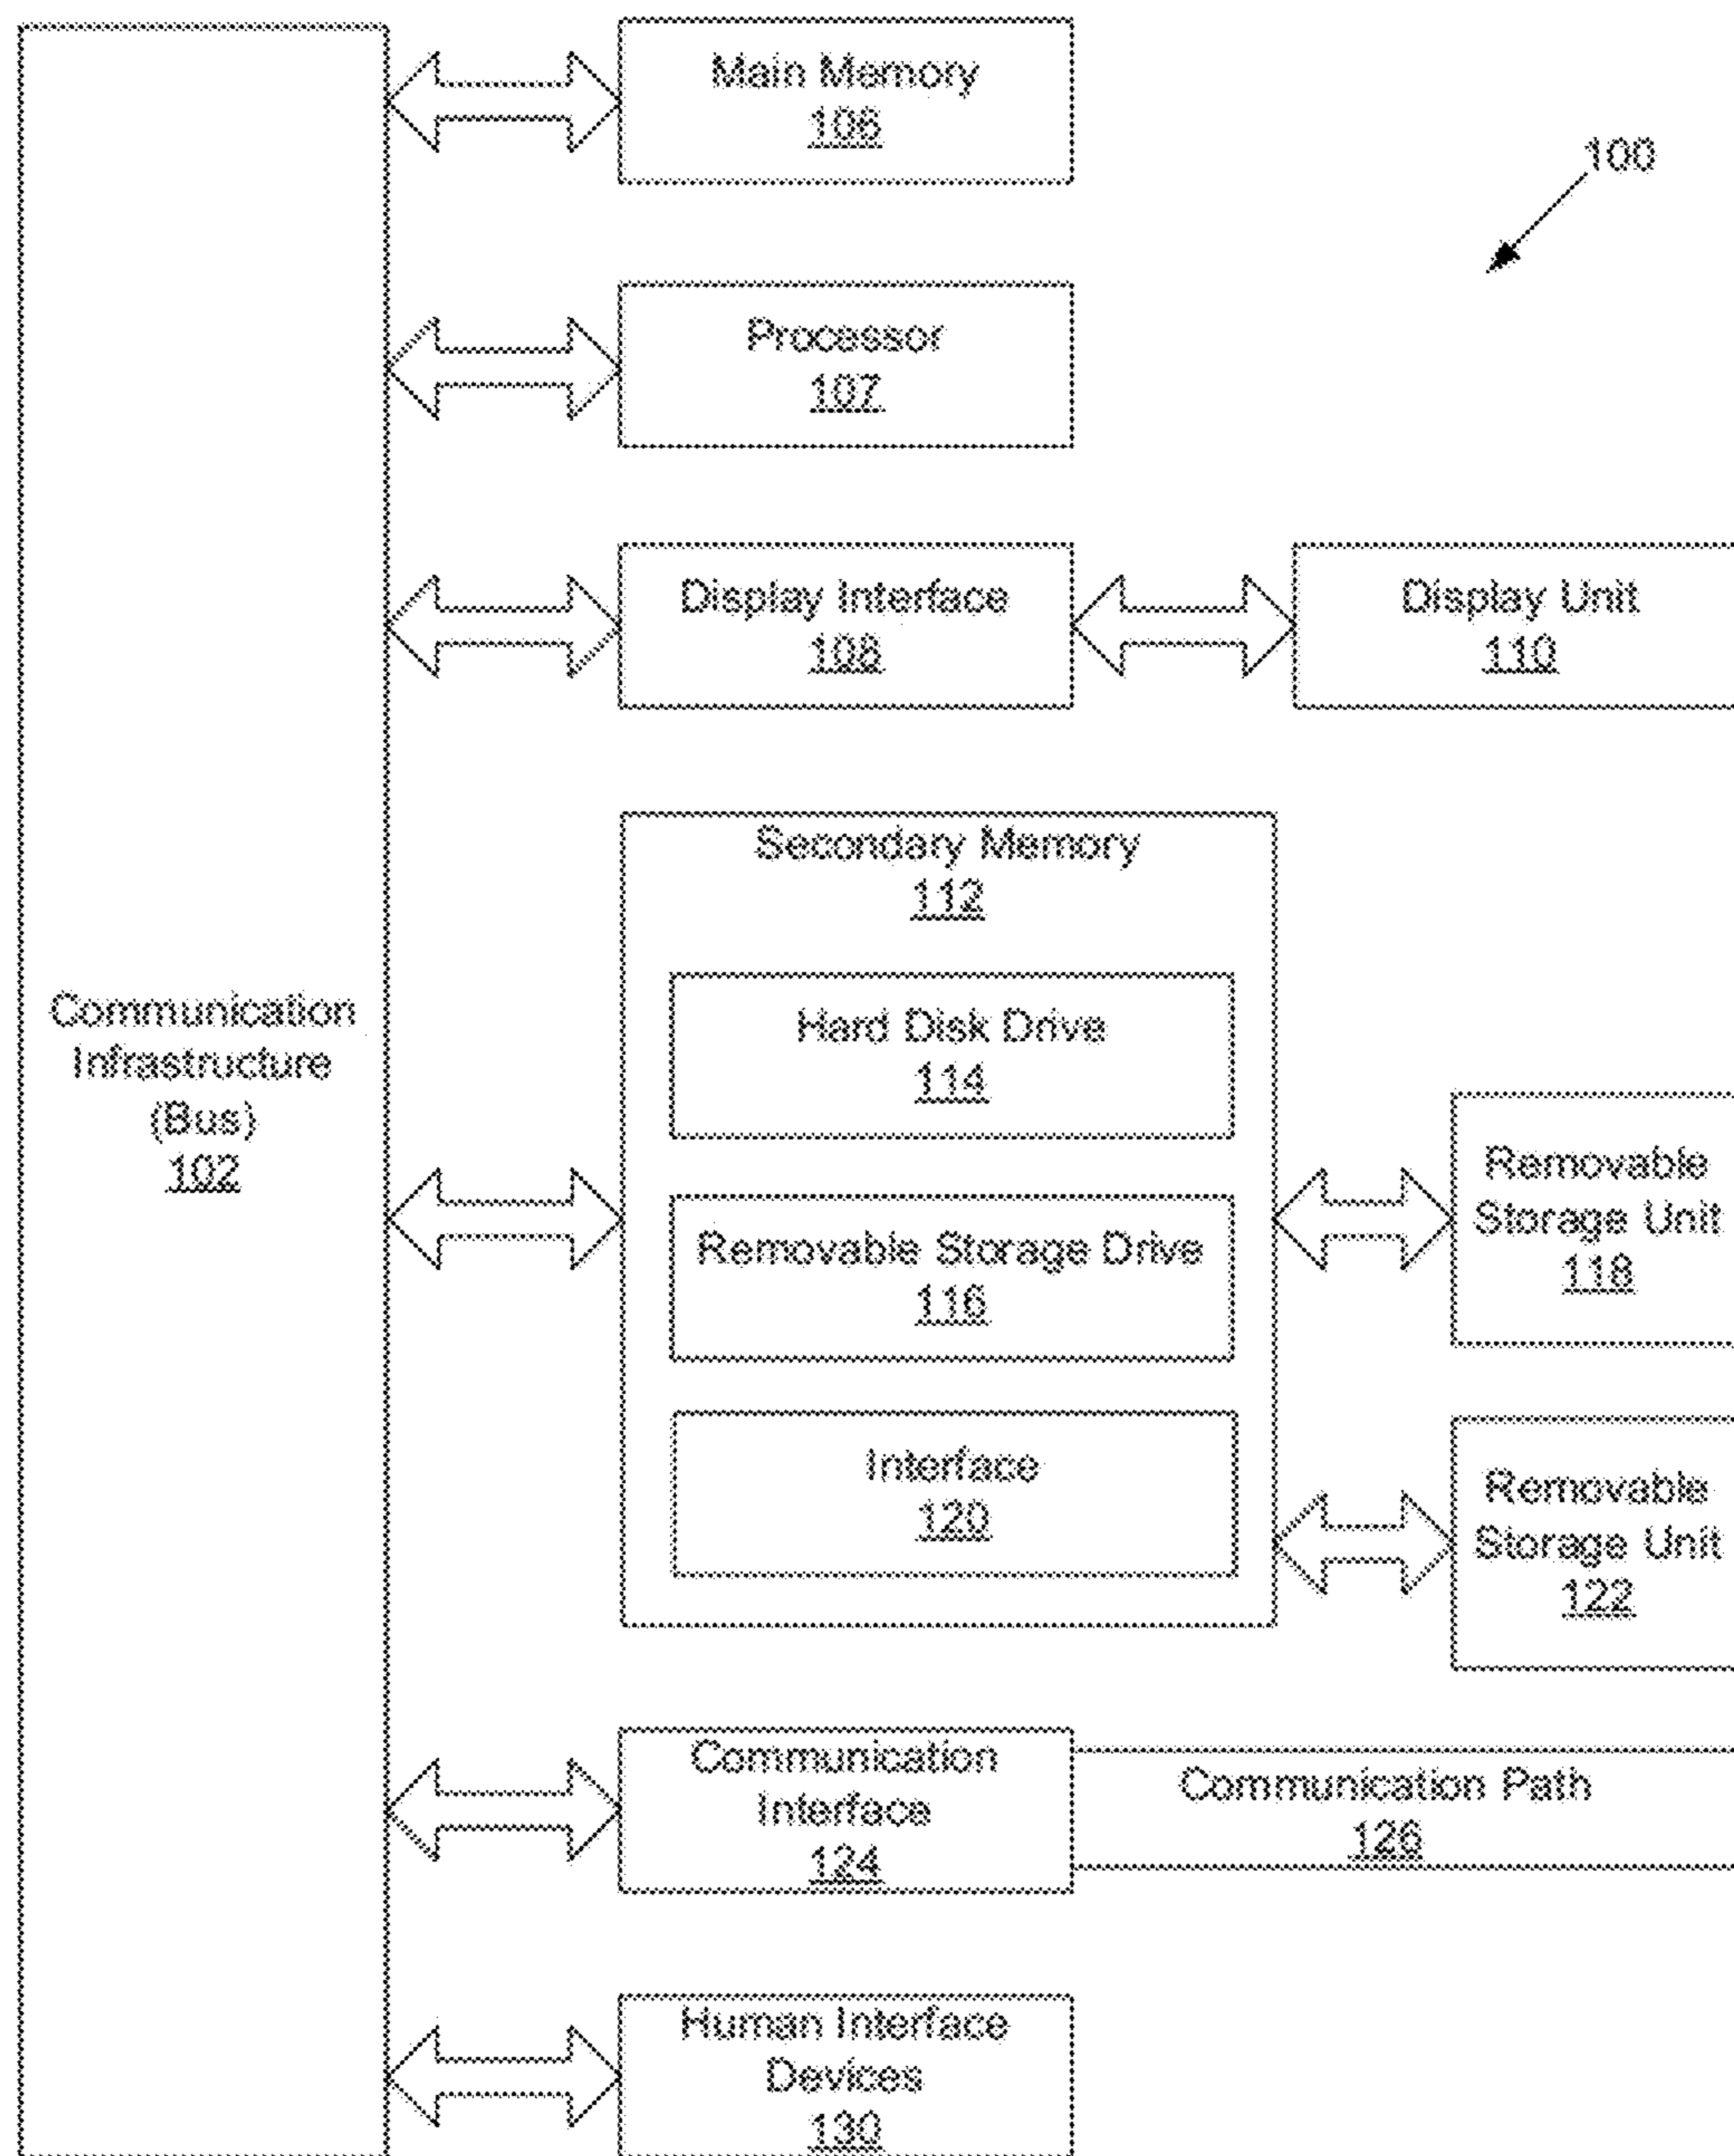 Main Memory
106
100
Processor
107
Display Interface
108
Display Unit
110
Secondary Memory
112
Hard Disk Drive
114
Communication
Infrastructure
(Bus)
102
Removable Storage Drive
116
Removable
Storage Unit
118
Interface
120
Removable
Storage Unit
122
Communication
Interface
124
Communication Path
126
Human Interface
Devices
130